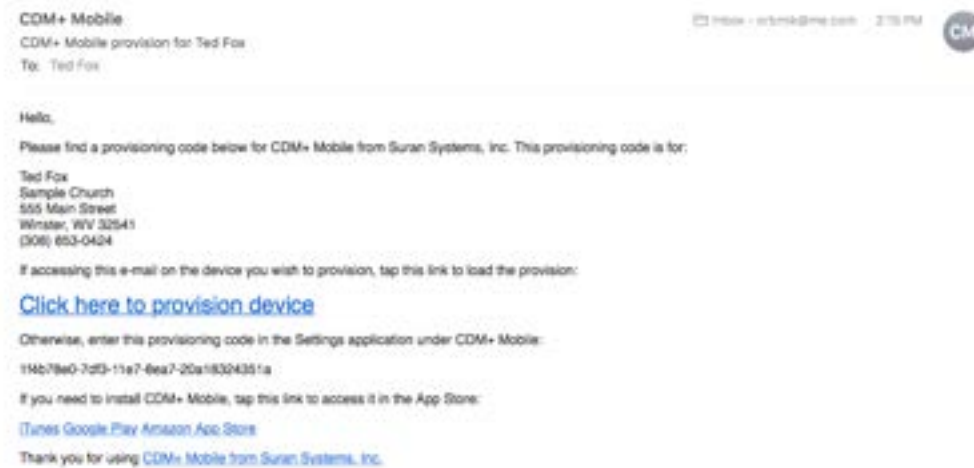 CDM+ Mobile
CDM+ Mobile provision for Ted Fox
To: Ted Fox
2:15 PM
CM
Hello,
Please find a provisioning code below for CDM+ Mobile from Suran Systems, Inc. This provisioning code is for:
Ted Fox
Sample Church
555 Main Street
Winster, WV 32541
(308) 853-0424
If accessing this e-mail on the device you wish to provision, tap this link to load the provision:
Click here to provision device
Otherwise, enter this provisioning code in the Settings application under CDM+ Mobile:
If you need to install CDM+ Mobile, tap this link to access it in the App Store:
iTunes Google Play Amazon App Store
Thank you for using CDM+ Mobile from Suran Systems, Inc.